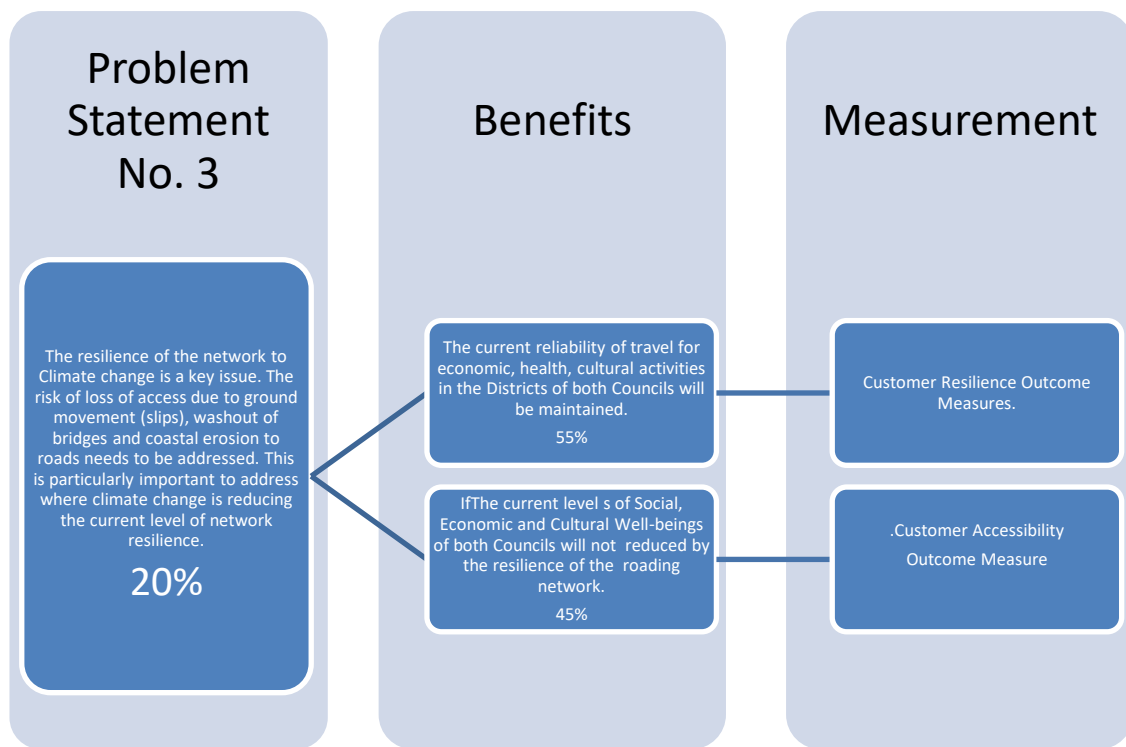 Problem
Statement
No. 3
The resilience of the network to
Climate change is a key issue. The
risk of loss of access due to ground
movement (slips), washout of
bridges and coastal erosion to
roads needs to be addressed. This
is particularly important to address
where climate change is reducing
the current level of network
resilience.
20%
Benefits
The current reliability of travel for
economic, health, cultural activities
in the Districts of both Councils will
be maintained.
55%
IfThe current level s of Social,
Economic and Cultural Well-beings
of both Councils will not  reduced by
the resilience of the  roading
network.
45%
Measurement
Customer Resilience Outcome
Measures.
.Customer Accessibility
Outcome Measure